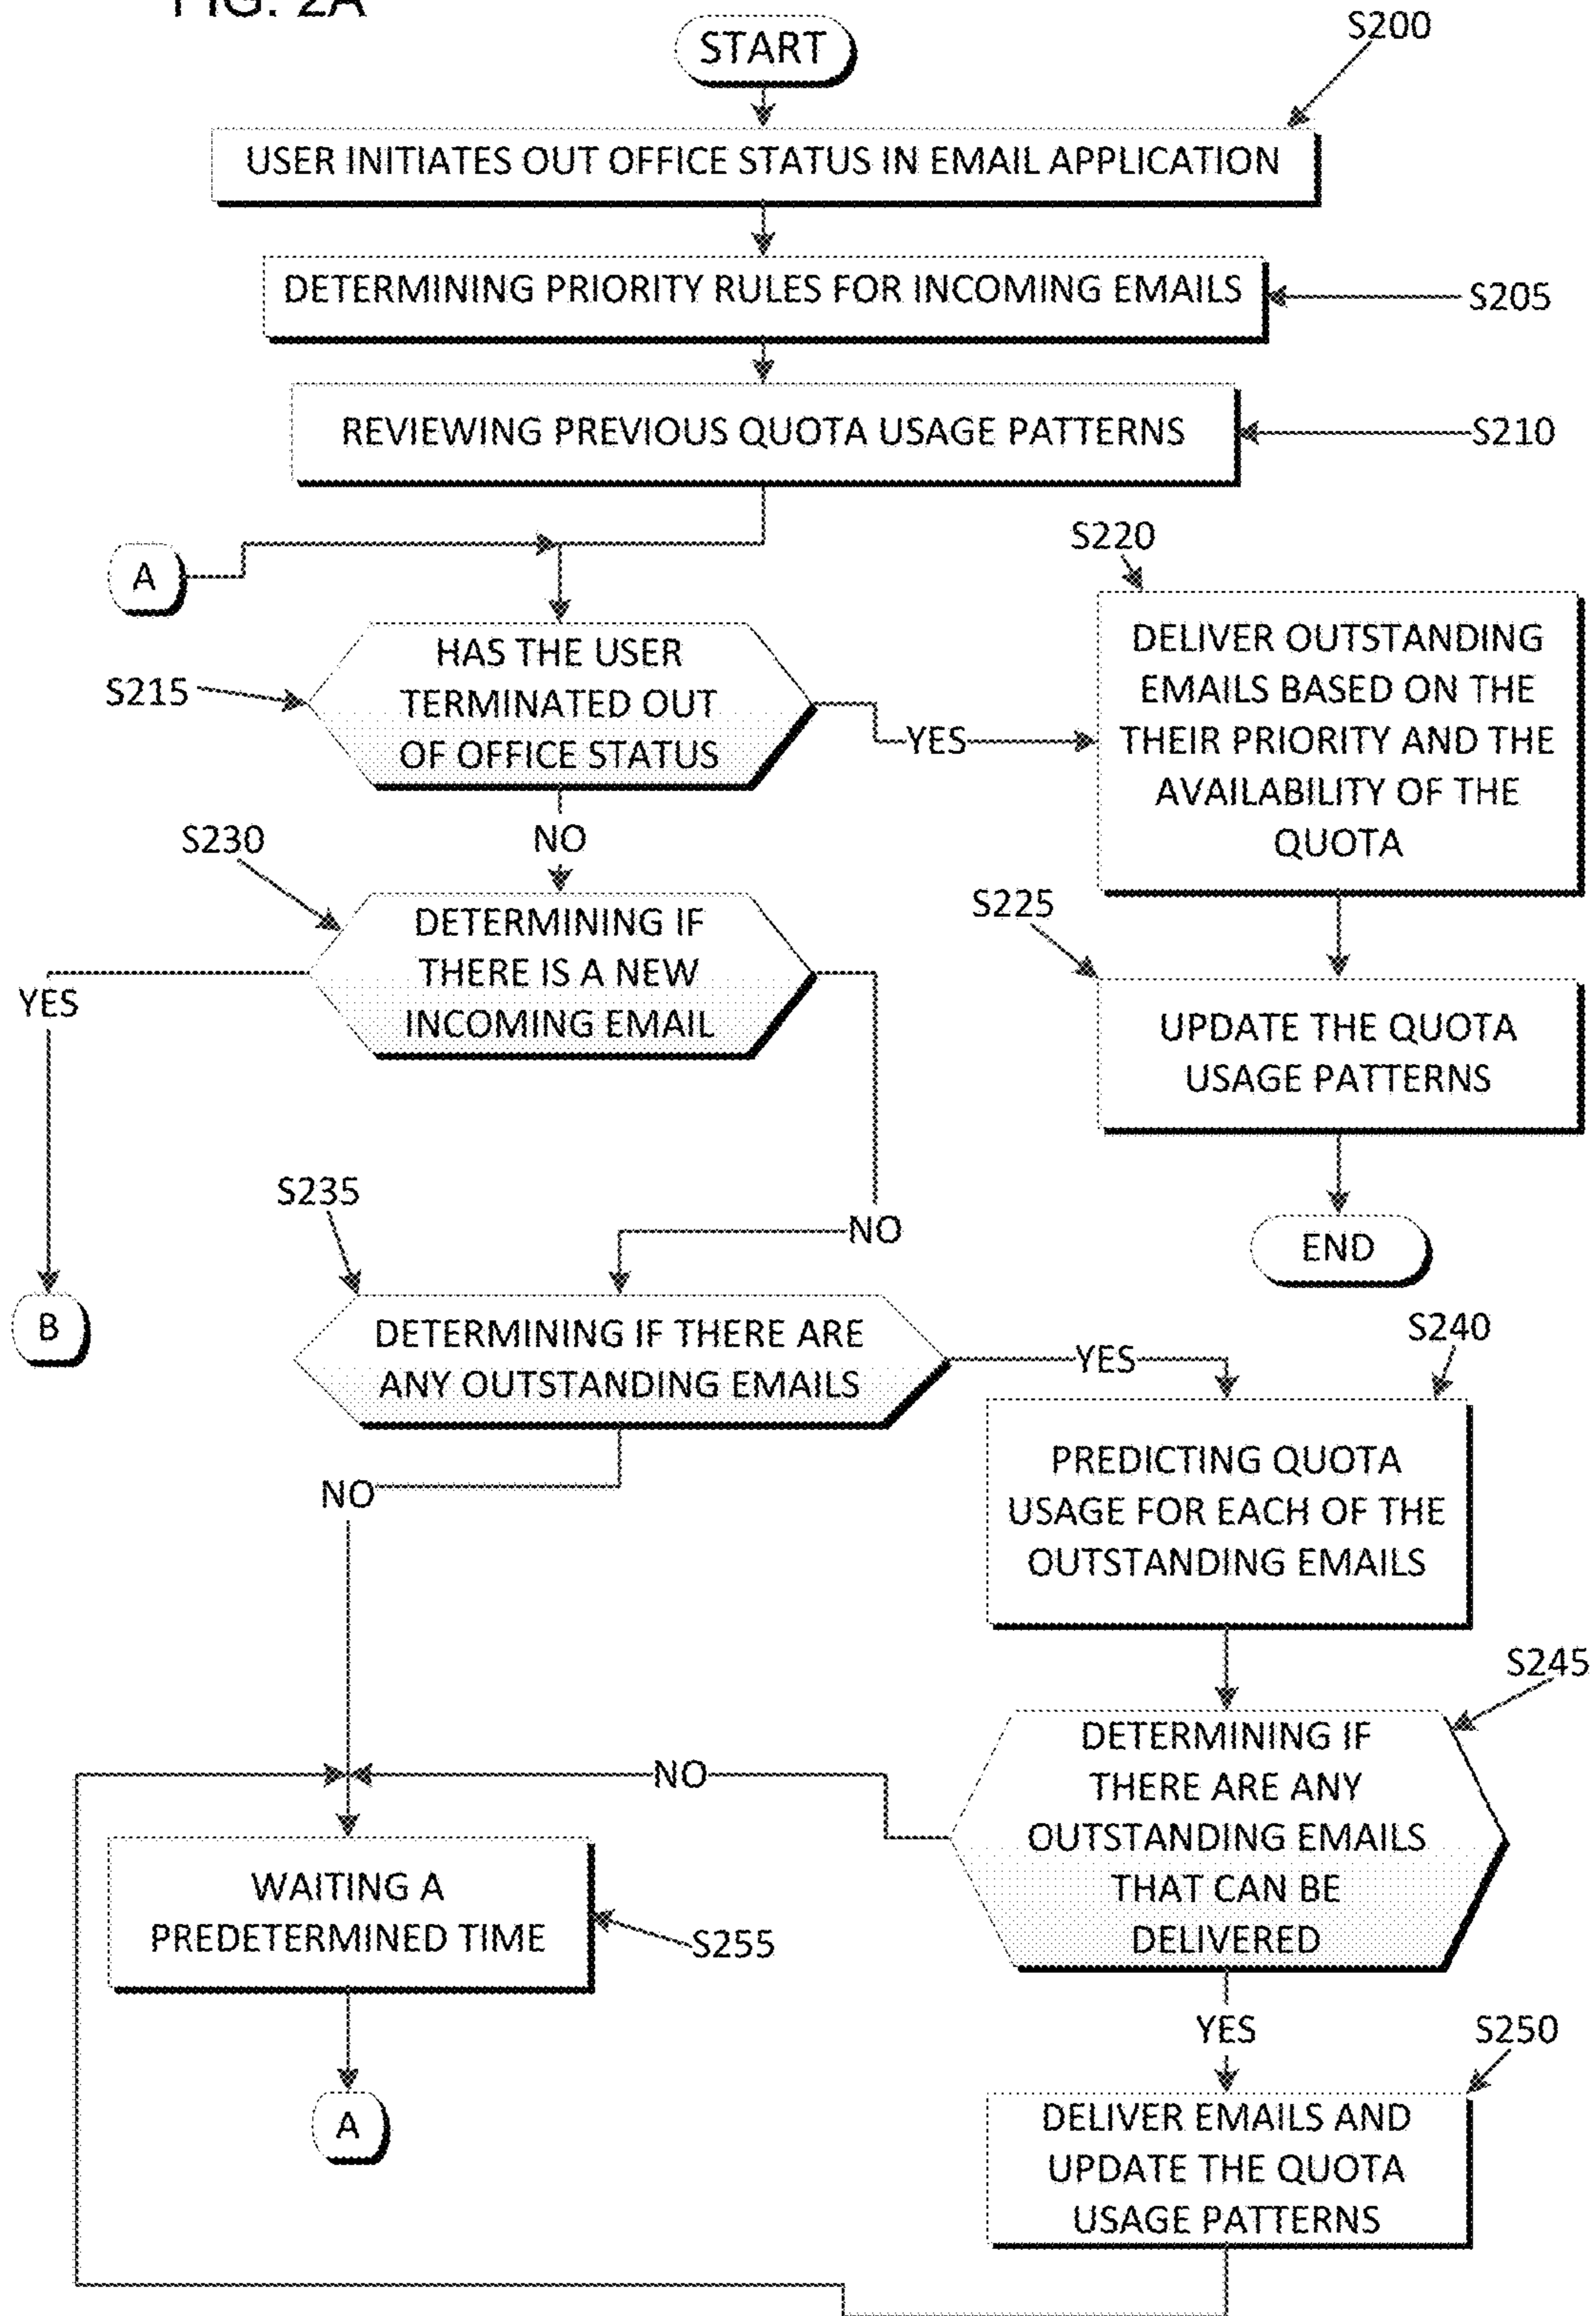 FIG. 2A
START
S200
USER INITIATES OUT OFFICE STATUS IN EMAIL APPLICATION
DETERMINING PRIORITY RULES FOR INCOMING EMAILS
S205
REVIEWING PREVIOUS QUOTA USAGE PATTERNS
S210
A
S215
HAS THE USER
TERMINATED OUT
OF OFFICE STATUS
YES
NO
S220
DELIVER OUTSTANDING
EMAILS BASED ON THE
THEIR PRIORITY AND THE
AVAILABILITY OF THE
QUOTA
S225
UPDATE THE QUOTA
USAGE PATTERNS
END
S230
DETERMINING IF
THERE IS A NEW
INCOMING EMAIL
YES
B
NO
S235
DETERMINING IF THERE ARE
ANY OUTSTANDING EMAILS
YES
NO
S240
PREDICTING QUOTA
USAGE FOR EACH OF THE
OUTSTANDING EMAILS
S245
DETERMINING IF
THERE ARE ANY
OUTSTANDING EMAILS
THAT CAN BE
DELIVERED
NO
YES
S250
DELIVER EMAILS AND
UPDATE THE QUOTA
USAGE PATTERNS
WAITING A
PREDETERMINED TIME
S255
A